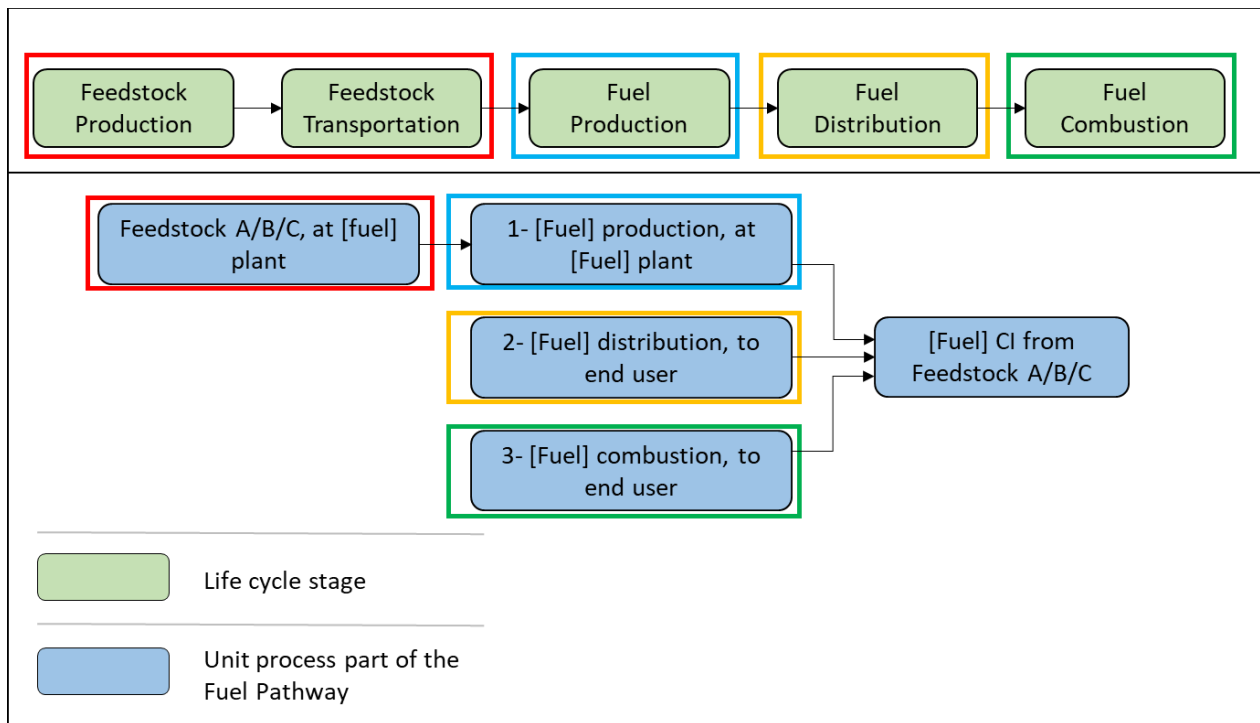 Feedstock
Production
Feedstock
Transportation
Fuel
Production
Fuel
Distribution
Fuel
Combustion
Feedstock A/B/C, at [fuel]
plant
1- [Fuel] production, at
[Fuel] plant
2- [Fuel] distribution, to
end user
3- [Fuel] combustion, to
end user
[Fuel] CI from
Feedstock A/B/C
Life cycle stage
Unit process part of the
Fuel Pathway